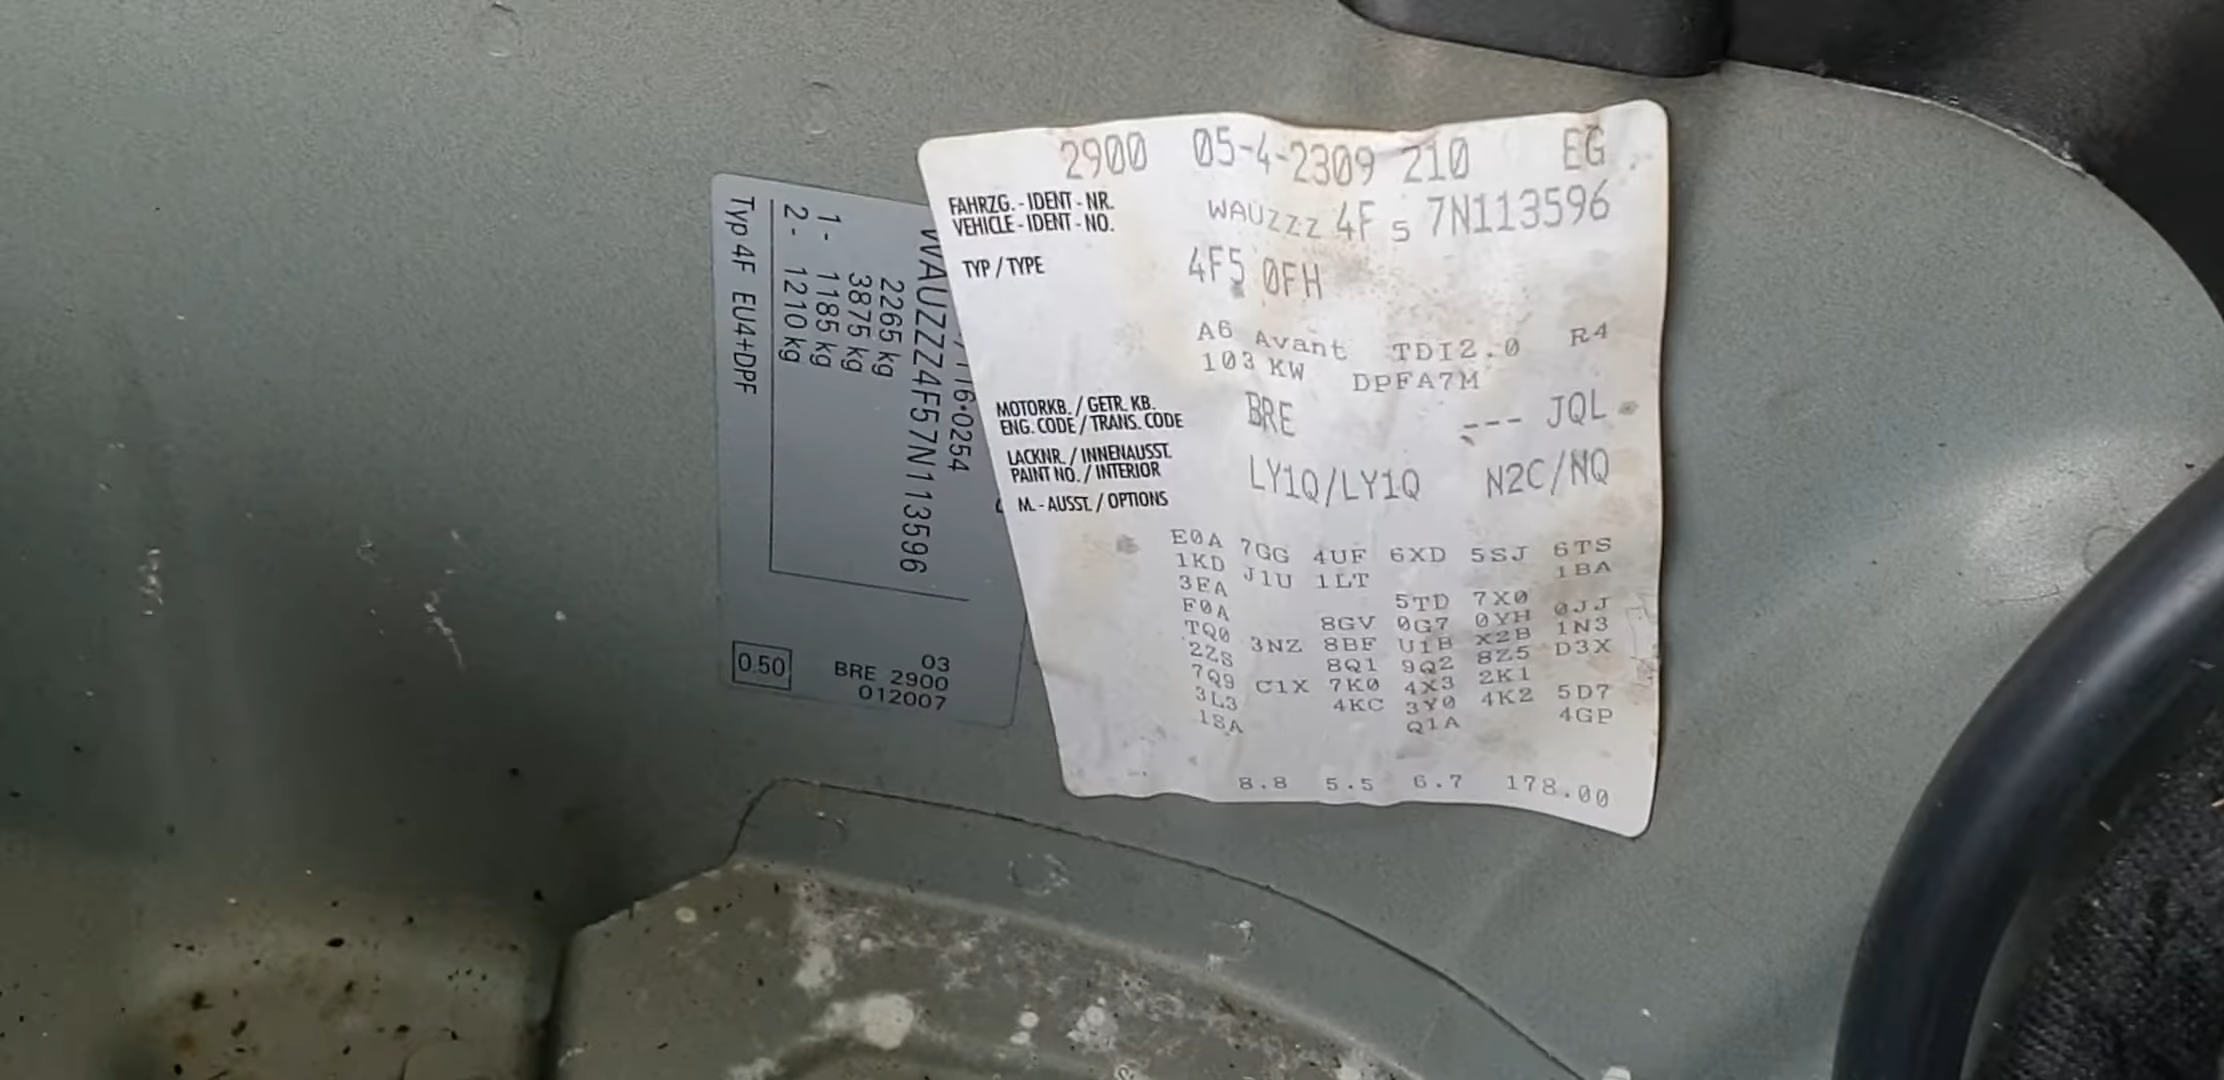 2900 05-4-2309 210 EG
FAHRZG.-IDENT-NR.
VEHICLE-IDENT-NO.
WAUZZZ 4F 5 7N113596
TYP/TYPE
4F5 0FH
A6 Avant TDI2.0 R4
103 KW DPFA7M
MOTORKB./GETR.KB.
ENG.CODE/TRANS.CODE
BRE --- JQL
LACKNR./INNENAUSST.
PAINT NO./INTERIOR
LY1Q/LY1Q N2C/NQ
M.-AUSST./OPTIONS
E0A 7GG 4UF 6XD 5SJ 6TS
1KD J1U 1LT 1BA
3FA 5TD 7X0
F0A 8GV 0G7 0YH 0JJ
TQ0 3NZ 8BF U1B X2B 1N3
2ZS 8Q1 9Q2 8Z5 D3X
7Q9 C1X 7K0 4X3 2K1
3L3 4KC 3Y0 4K2 5D7
1SA Q1A 4GP
8.8 5.5 6.7 178.00
16*0254
WAUZZZ4F57N113596
2265 kg
3875 kg
1- 1185 kg
2- 1210 kg
Typ 4F EU4+DPF
0.50
03
BRE 2900
012007